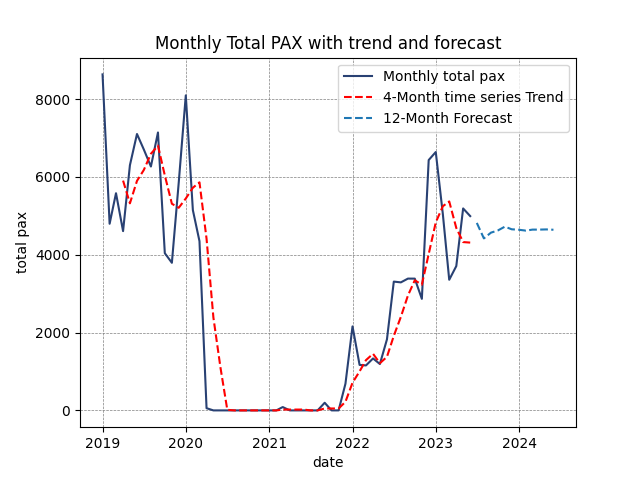 Monthly Total PAX with trend and forecast
Monthly total pax
4-Month time series Trend
12-Month Forecast
total pax
8000
6000
4000
2000
0
2019
2020
2021
2022
2023
2024
date